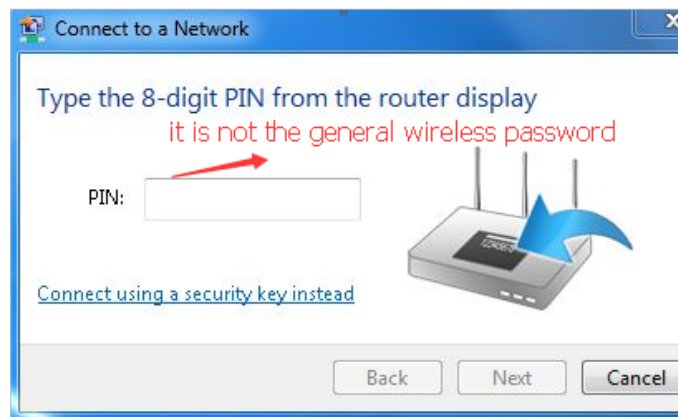 Connect to a Network
Type the 8-digit PIN from the router display
it is not the general wireless password
PIN:
12345670
Connect using a security key instead
Back Next Cancel